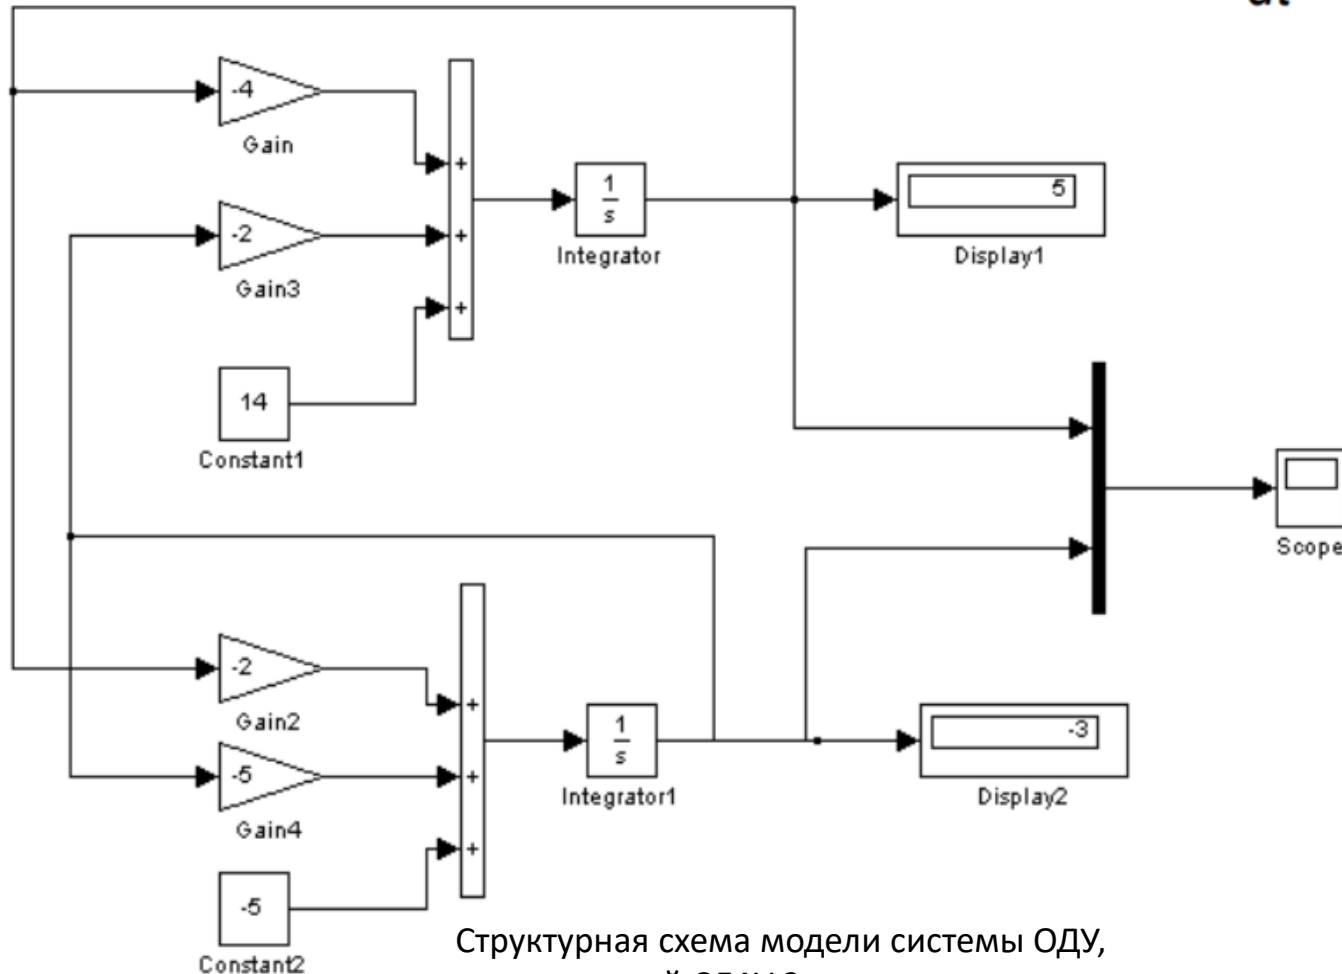 -4
Gain
-2
Gain3
14
Constant1
+
+
+
1
s
Integrator
5
Display1
Scope
-2
Gain2
-5
Gain4
-5
Constant2
+
+
+
1
s
Integrator1
-3
Display2
Структурная схема модели системы ОДУ,